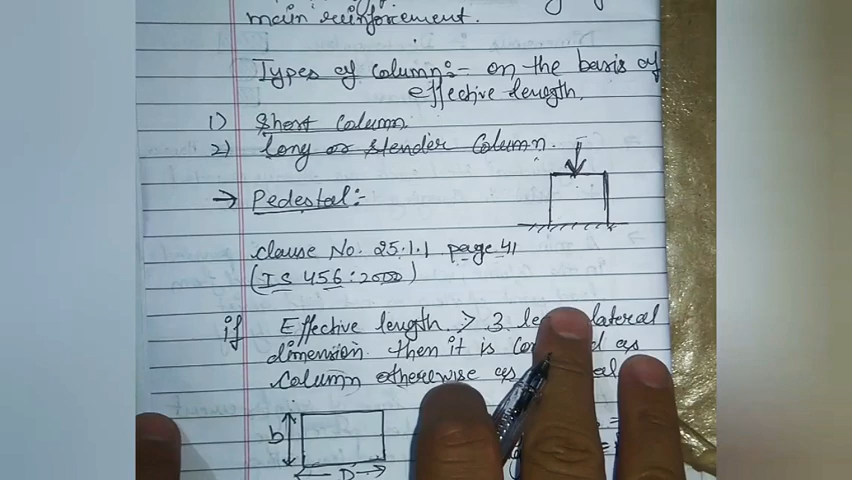 main reinforcement.
Types of Column:- on the basis of
effective length.
1) Short Column.
2) long or slender Column.
→ Pedestal:-
clause No. 25.1.1 page 41
(IS 456:2000)
if Effective length > 3 lateral
dimension then it is as
Column otherwise as
b
D